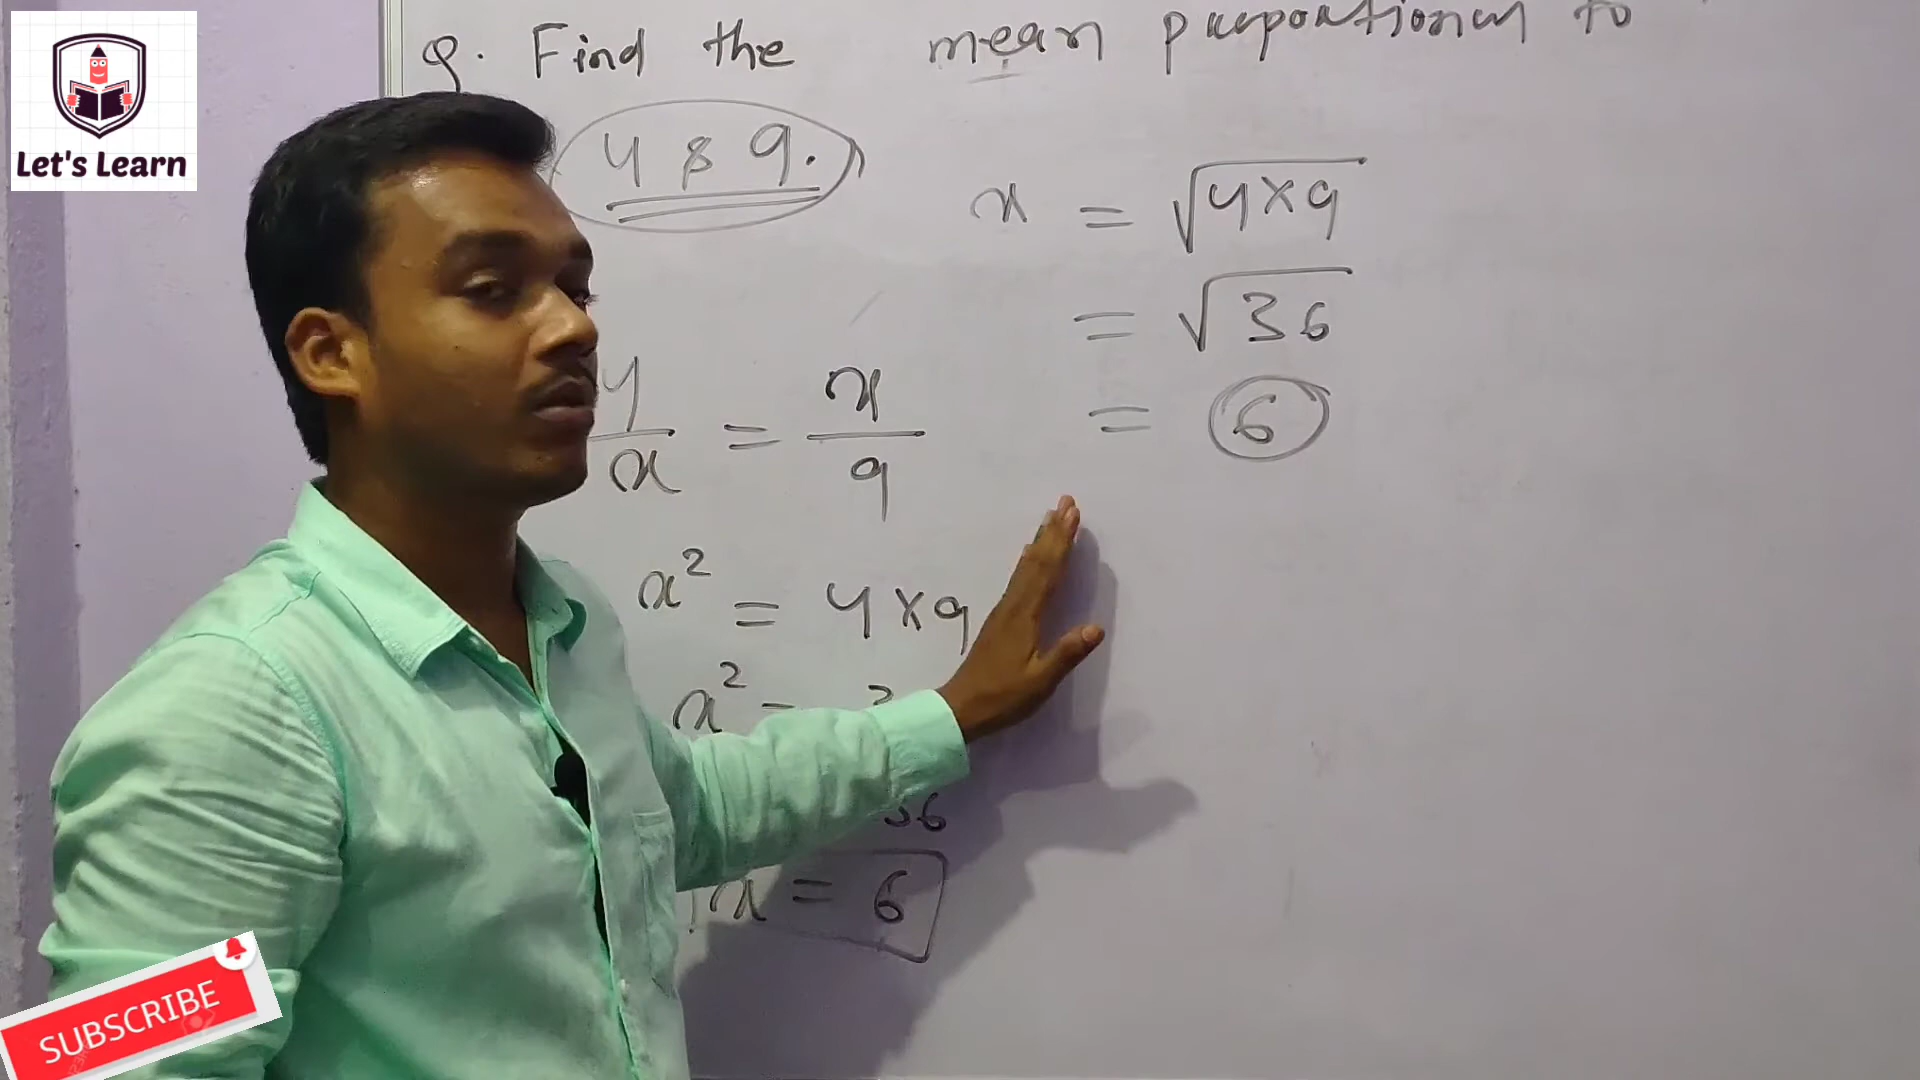 Let's Learn
Q. Find the mean proportional to
4 & 9.
4/x = x/9
x² = 4×9
x² =
36
x = 6
x = √4×9
= √36
= 6
SUBSCRIBE